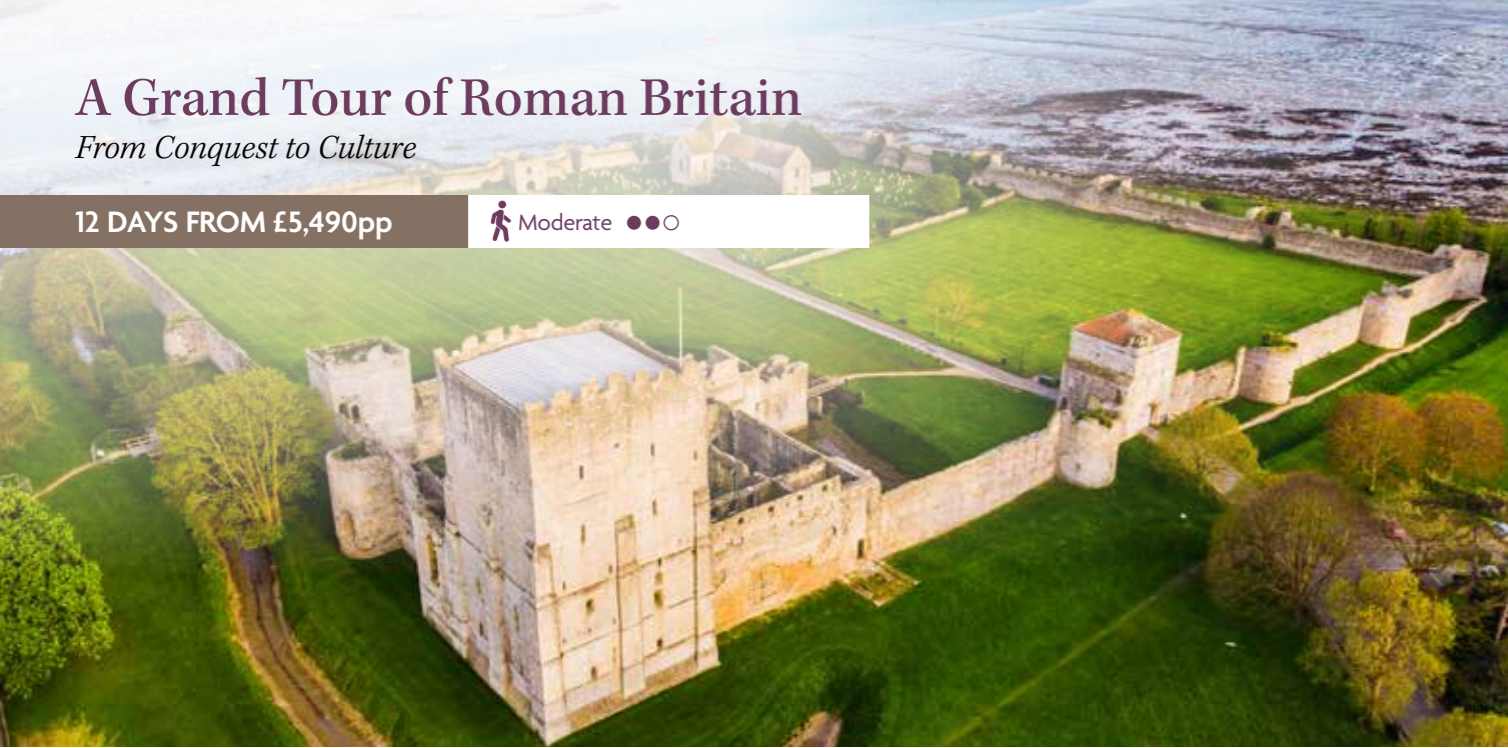 A Grand Tour of Roman Britain
From Conquest to Culture
12 DAYS FROM £5,490pp
Moderate